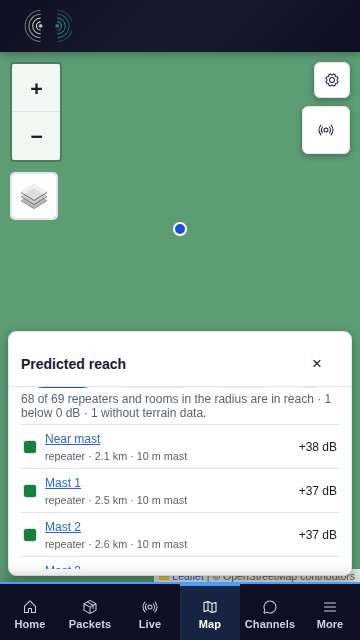 +
−
Predicted reach
×
68 of 69 repeaters and rooms in the radius are in reach · 1
below 0 dB · 1 without terrain data.
Near mast
repeater · 2.1 km · 10 m mast
+38 dB
Mast 1
repeater · 2.5 km · 10 m mast
+37 dB
Mast 2
repeater · 2.6 km · 10 m mast
+37 dB
Leaflet | © OpenStreetMap contributors
Home
Packets
Live
Map
Channels
More